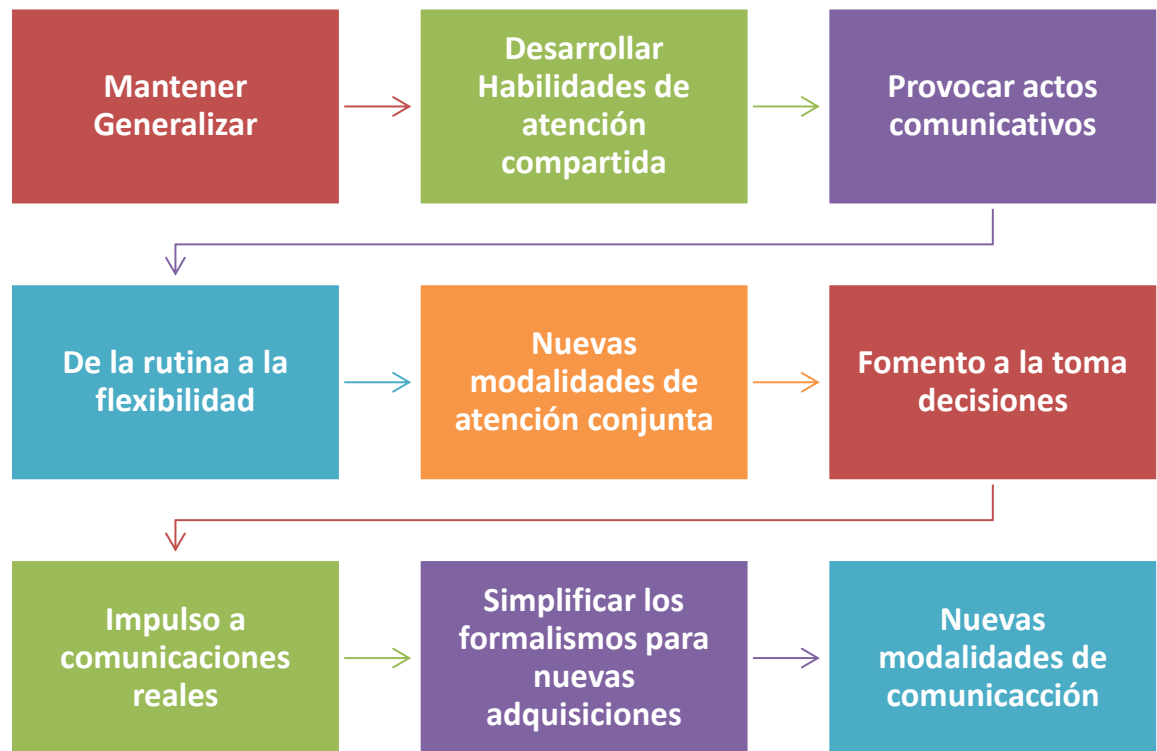 Mantener
Generalizar
Desarrollar
Habilidades de
atención
compartida
Provocar actos
comunicativos
De la rutina a la
flexibilidad
Nuevas
modalidades de
atención conjunta
Fomento a la toma
decisiones
Impulso a
comunicaciones
reales
Simplificar los
formalismos para
nuevas
adquisiciones
Nuevas
modalidades de
comunicacción